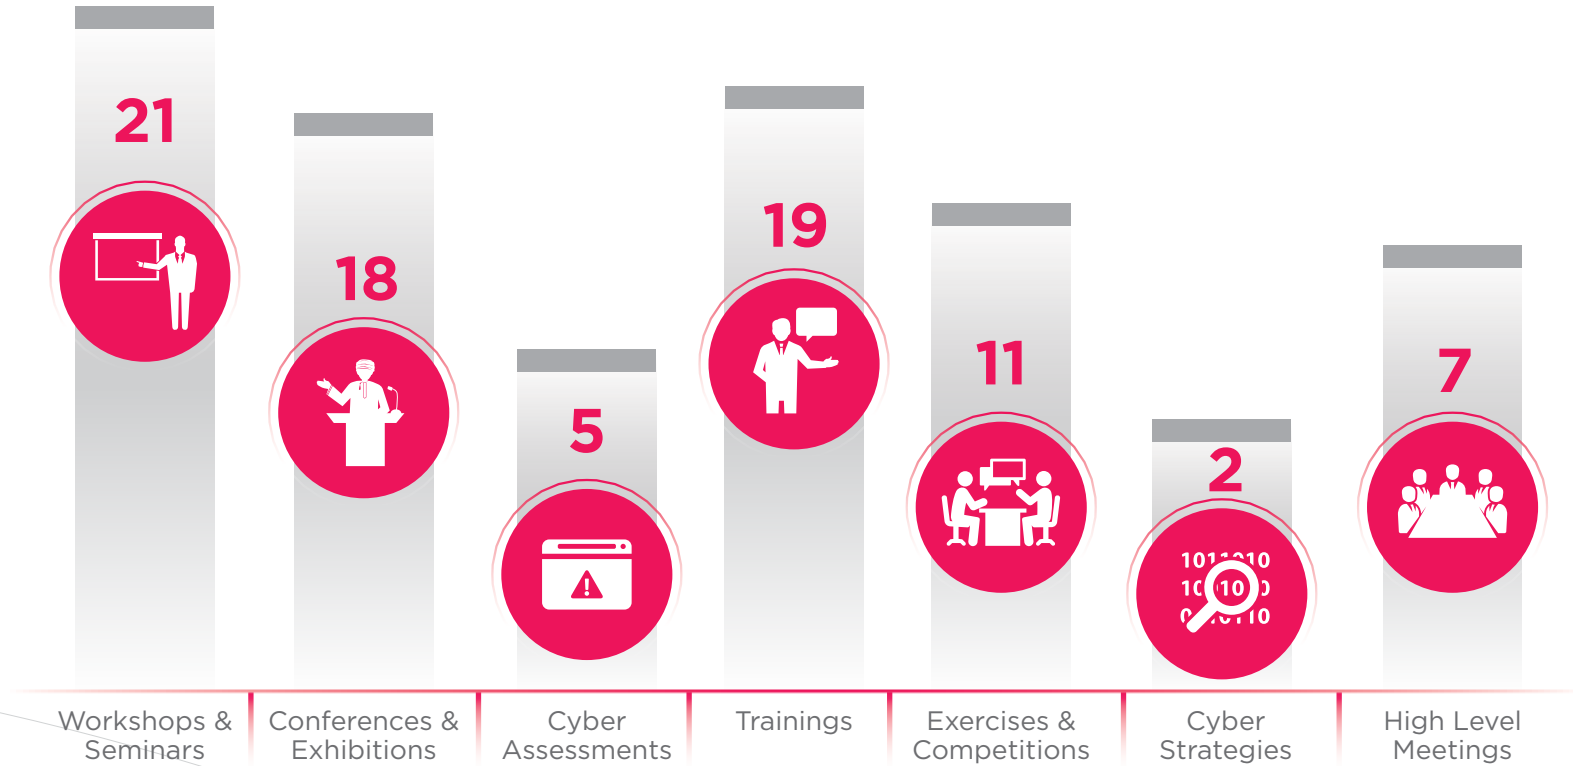 21
18
5
19
11
2
7
1011010
Workshops &
Seminars
Conferences &
Exhibitions
Cyber
Assessments
Trainings
Exercises &
Competitions
Cyber
Strategies
High Level
Meetings